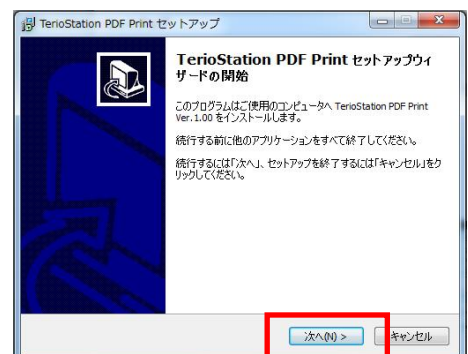 TerioStation PDF Print セットアップ
TerioStation PDF Print セットアップウィ
ザードの開始
このプログラムはご使用のコンピュータへ TerioStation PDF Print
Ver.1.00 をインストールします。
続行する前に他のアプリケーションをすべて終了してください。
続行するには「次へ」、セットアップを終了するには「キャンセル」をク
リックしてください。
次へ(N) >
キャンセル